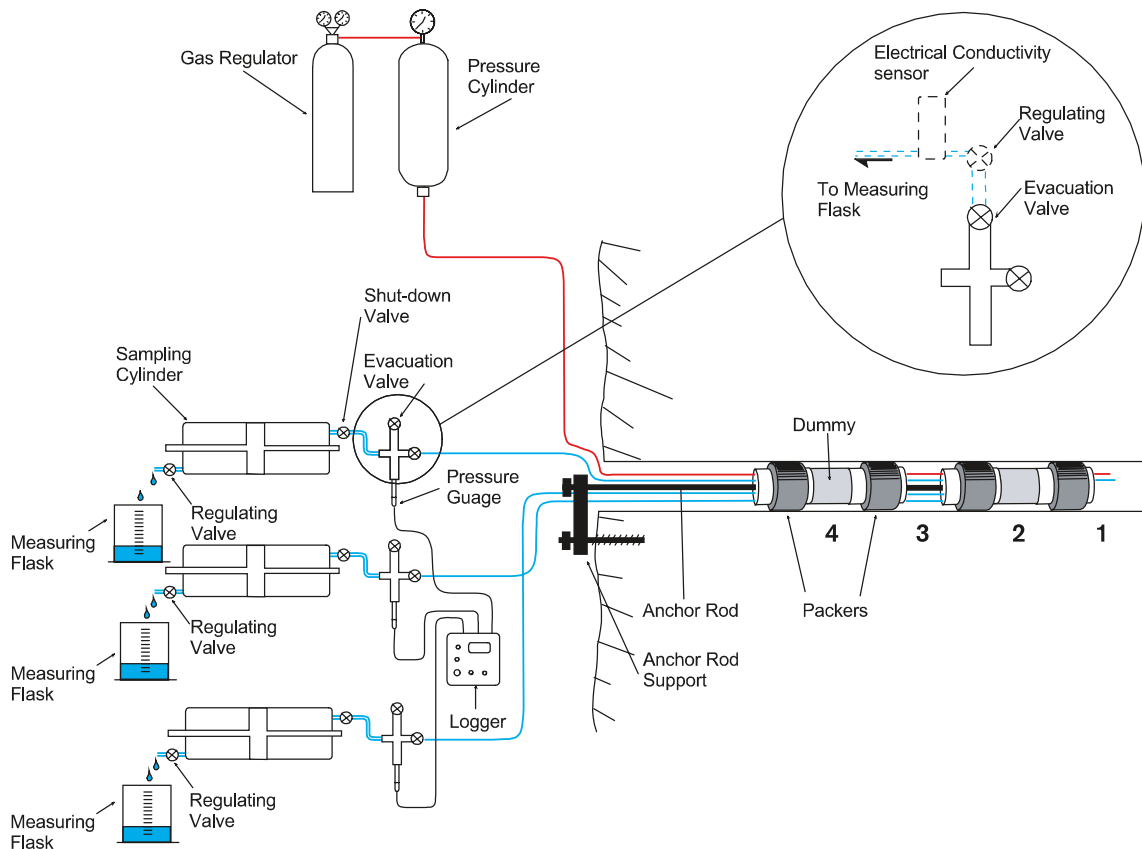 Gas Regulator
Pressure
Cylinder
Electrical Conductivity
sensor
Regulating
Valve
To Measuring
Flask
Evacuation
Valve
Shut-down
Valve
Sampling
Cylinder
Evacuation
Valve
Dummy
Pressure
Guage
Regulating
Valve
Measuring
Flask
4
3
2
1
Anchor Rod
Packers
Regulating
Valve
Measuring
Flask
Anchor Rod
Support
Logger
Regulating
Valve
Measuring
Flask